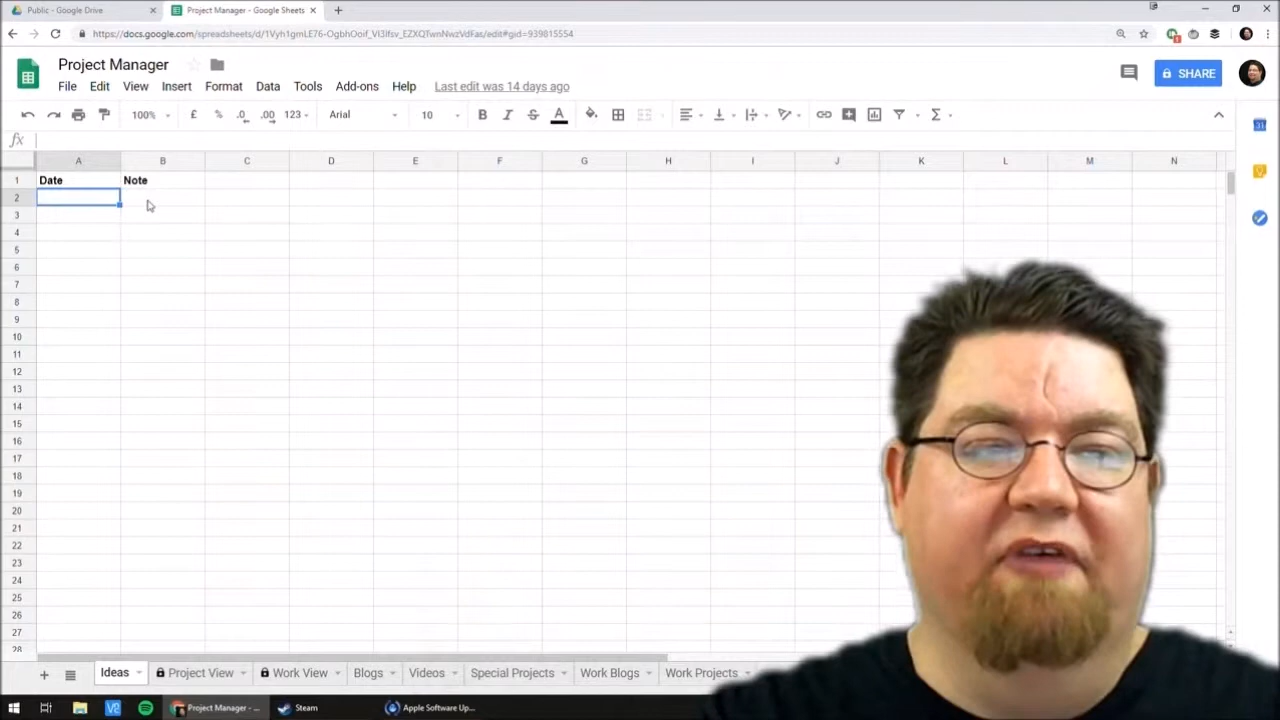 Public - Google Drive
Project Manager - Google Sheets
https://docs.google.com/spreadsheets/d/1Vyh1gmLE76-OgbhOoif_Vi3lfsv_EZXQTwnNwzVdFas/edit#gid=939815554
Project Manager
File Edit View Insert Format Data Tools Add-ons Help Last edit was 14 days ago
SHARE
100% £ % .0 .00 123 Arial 10 B I S A Σ
fx
A B C D E F G H I J K L M N
1 Date Note
2
3
4
5
6
7
8
9
10
11
12
13
14
15
16
17
18
19
20
21
22
23
24
25
26
27
28
Ideas Project View Work View Blogs Videos Special Projects Work Blogs Work Projects
Project Manager - ... Steam Apple Software Up...